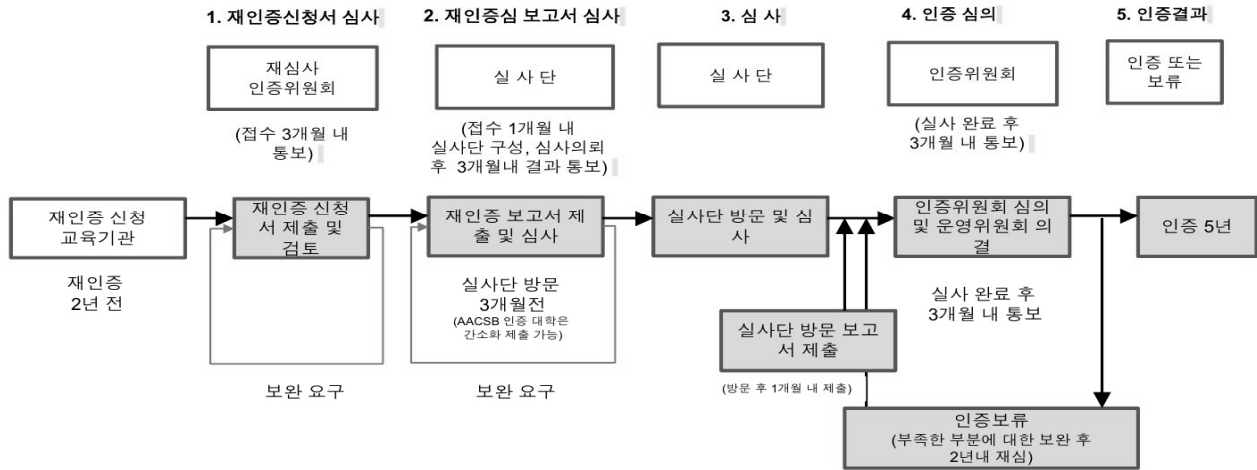 1. 재인증신청서 심사
2. 재인증심 보고서 심사
3. 심 사
4. 인증 심의
5. 인증결과
재심사
인증위원회
실 사 단
실 사 단
인증위원회
인증 또는
보류
(접수 3개월 내
통보)
(접수 1개월 내
실사단 구성, 심사의뢰
후 3개월내 결과 통보)
(실사 완료 후
3개월 내 통보)
재인증 신청
교육기관
재인증 신청
서 제출 및
검토
재인증 보고서 제
출 및 심사
실사단 방문 및 심
사
인증위원회 심의
및 운영위원회 의
결
인증 5년
재인증
2년 전
실사단 방문
3개월전
(AACSB 인증 대학은
간소화 제출 가능)
실사 완료 후
3개월 내 통보
실사단 방문 보고
서 제출
(방문 후 1개월 내 제출)
보완 요구
보완 요구
인증보류
(부족한 부분에 대한 보완 후
2년내 재심)